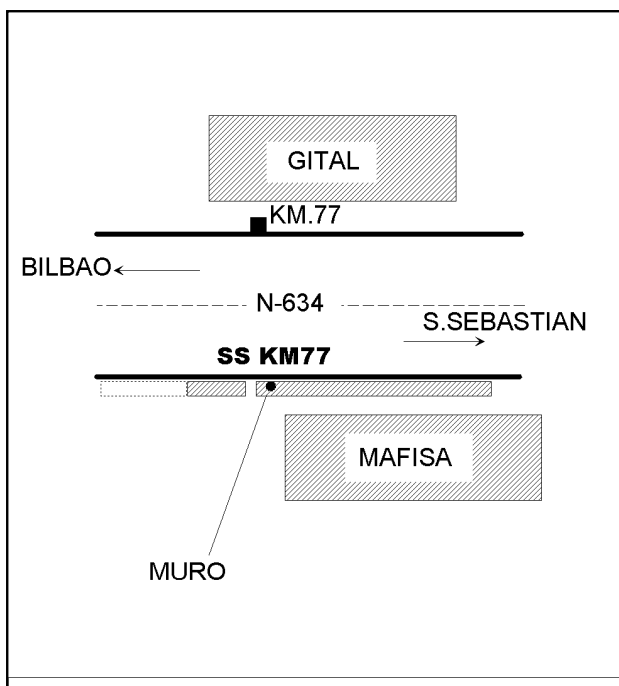 GITAL
KM.77
BILBAO
N-634
S.SEBASTIAN
SS KM77
MAFISA
MURO